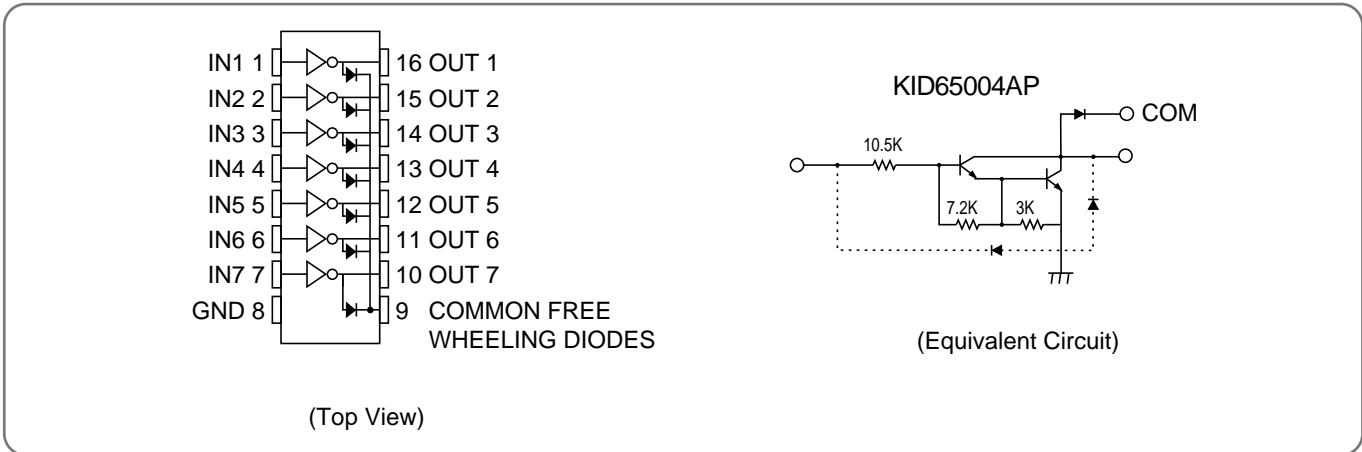 IN1 1 16 OUT 1
IN2 2 15 OUT 2
IN3 3 14 OUT 3
IN4 4 13 OUT 4
IN5 5 12 OUT 5
IN6 6 11 OUT 6
IN7 7 10 OUT 7
GND 8 9 COMMON FREE
WHEELING DIODES
(Top View)
KID65004AP
COM
10.5K
7.2K 3K
(Equivalent Circuit)